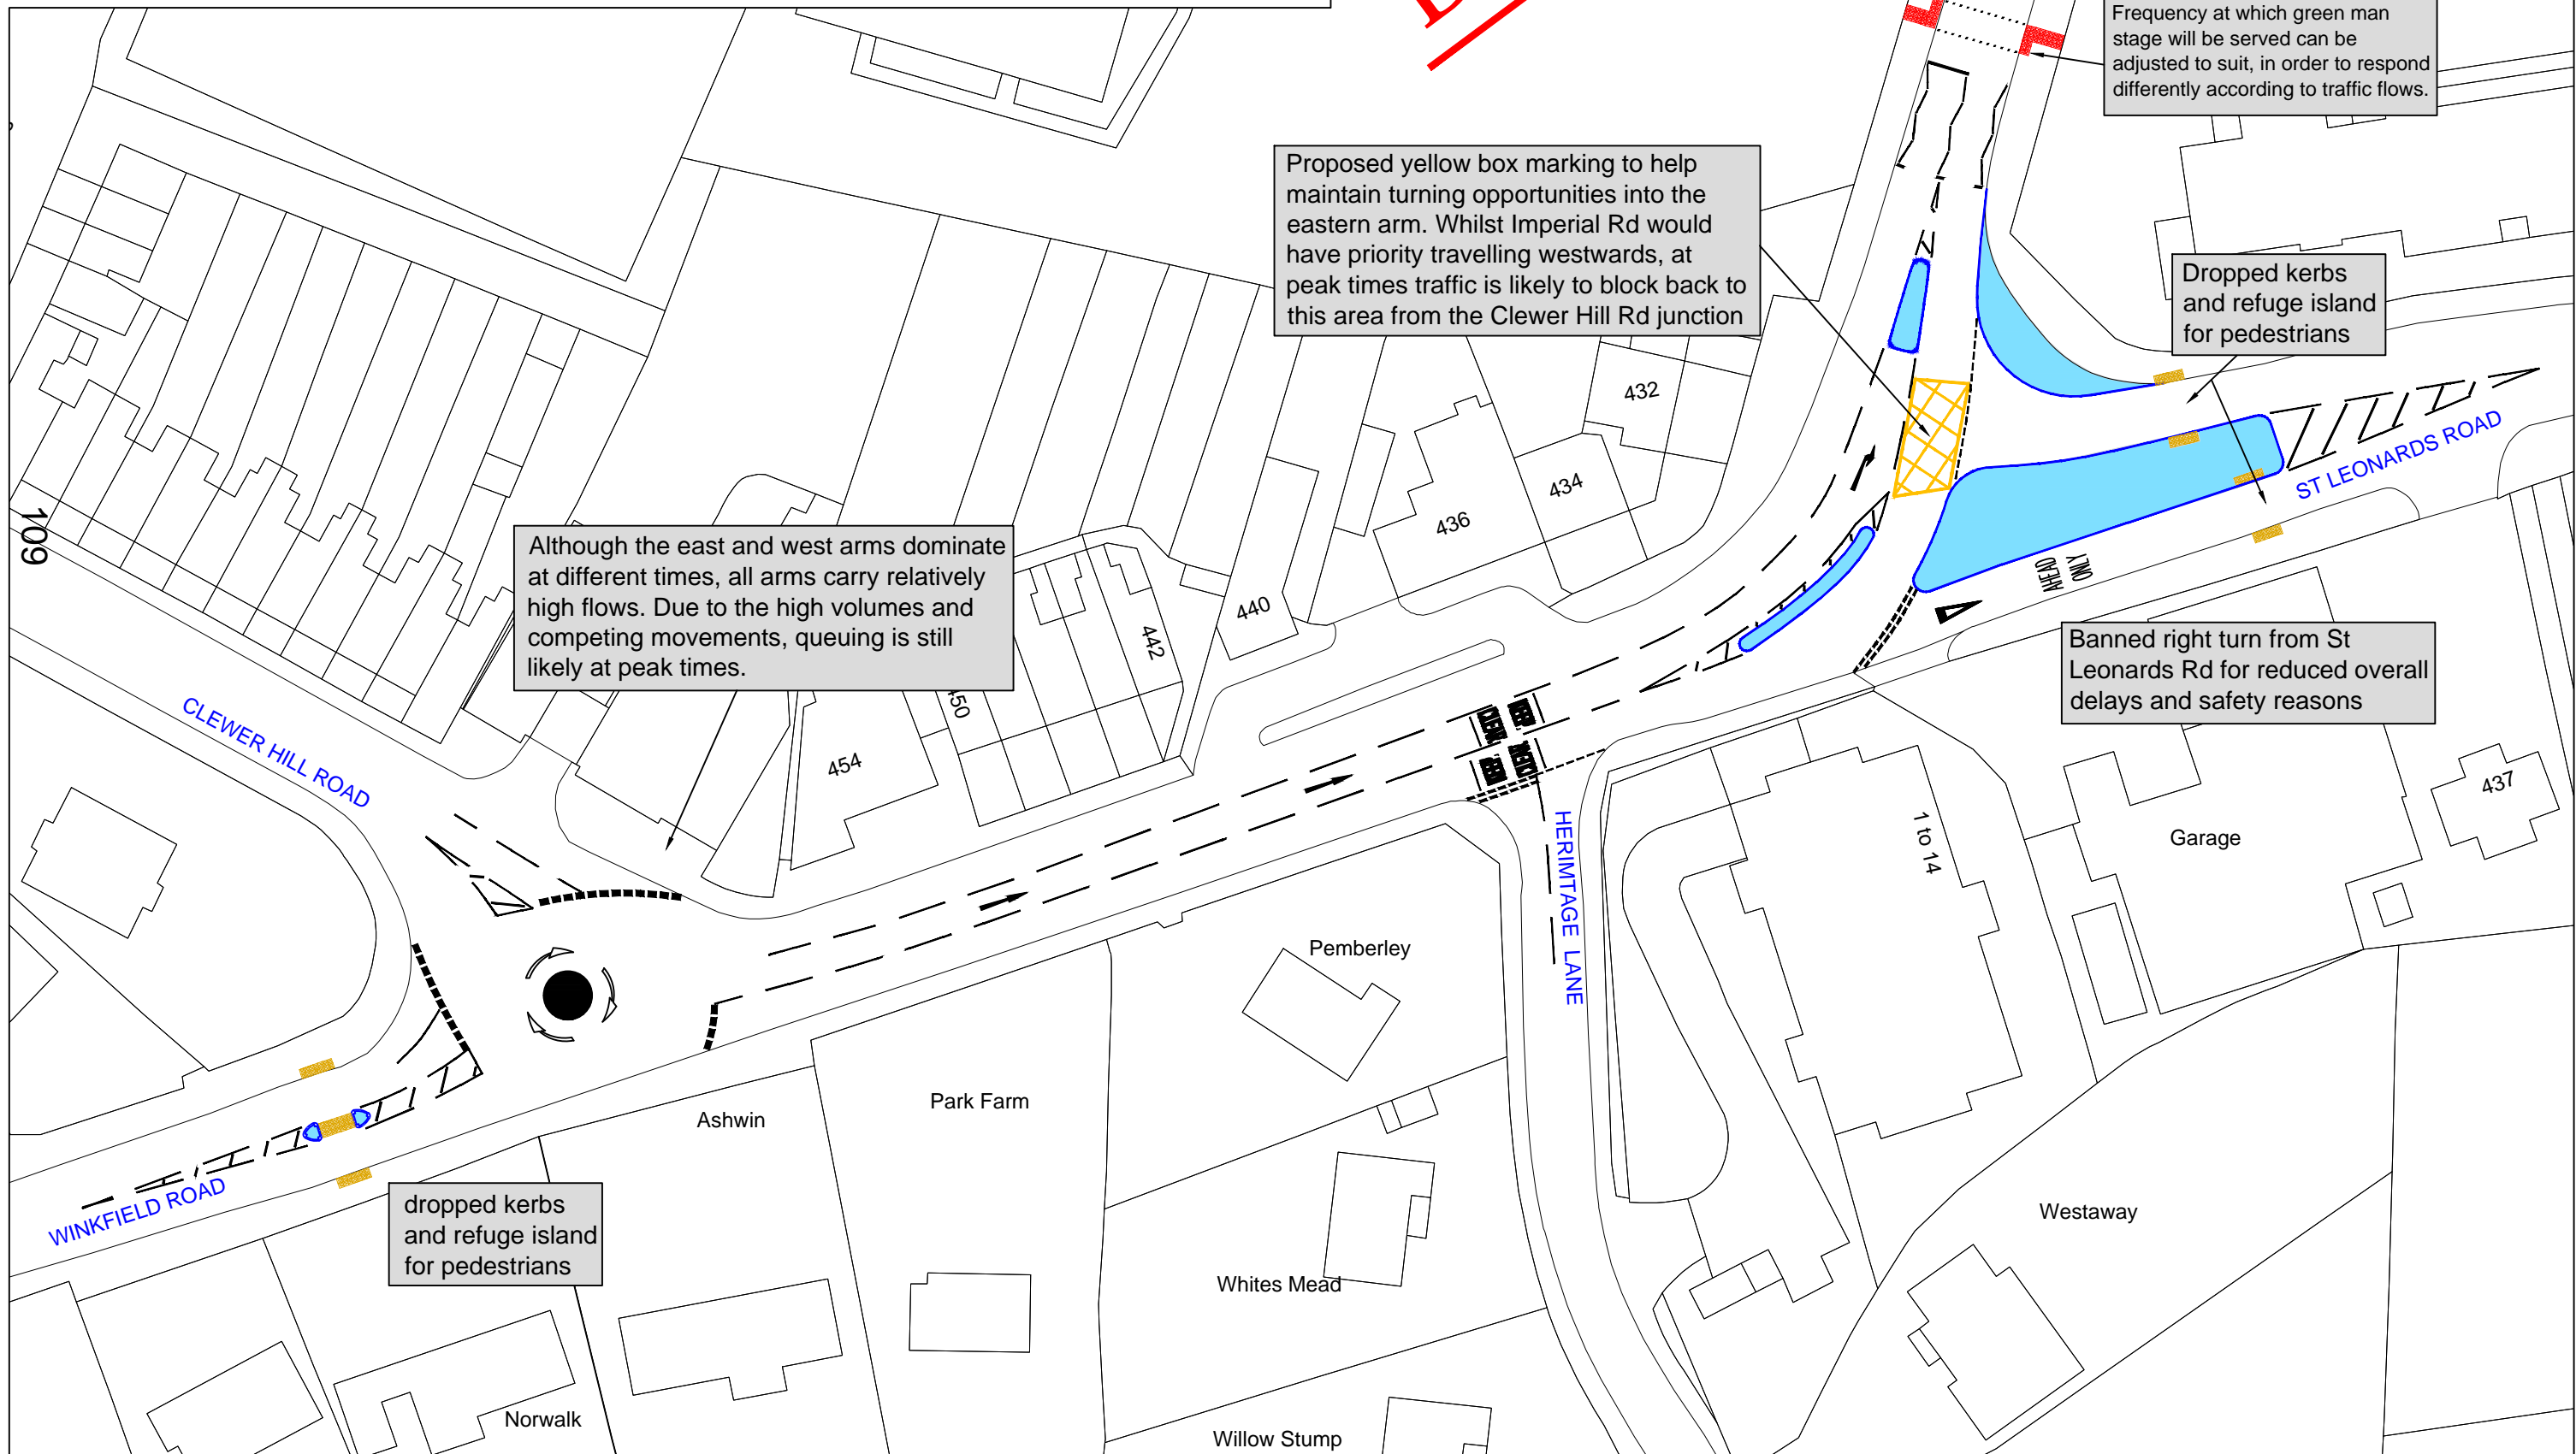 Frequency at which green man
stage will be served can be
adjusted to suit, in order to respond
differently according to traffic flows.
Proposed yellow box marking to help
maintain turning opportunities into the
eastern arm. Whilst Imperial Rd would
have priority travelling westwards, at
peak times traffic is likely to block back to
this area from the Clewer Hill Rd junction
Dropped kerbs
and refuge island
for pedestrians
432
434
436
ST LEONARDS ROAD
109
Although the east and west arms dominate
at different times, all arms carry relatively
high flows. Due to the high volumes and
competing movements, queuing is still
likely at peak times.
AHEAD
ONLY
440
442
450
454
Banned right turn from St
Leonards Rd for reduced overall
delays and safety reasons
CLEWER HILL ROAD
KEEP
CLEAR
KEEP
CLEAR
437
Garage
1 to 14
HERIMTAGE LANE
Pemberley
Park Farm
Ashwin
WINKFIELD ROAD
dropped kerbs
and refuge island
for pedestrians
Westaway
Whites Mead
Norwalk
Willow Stump